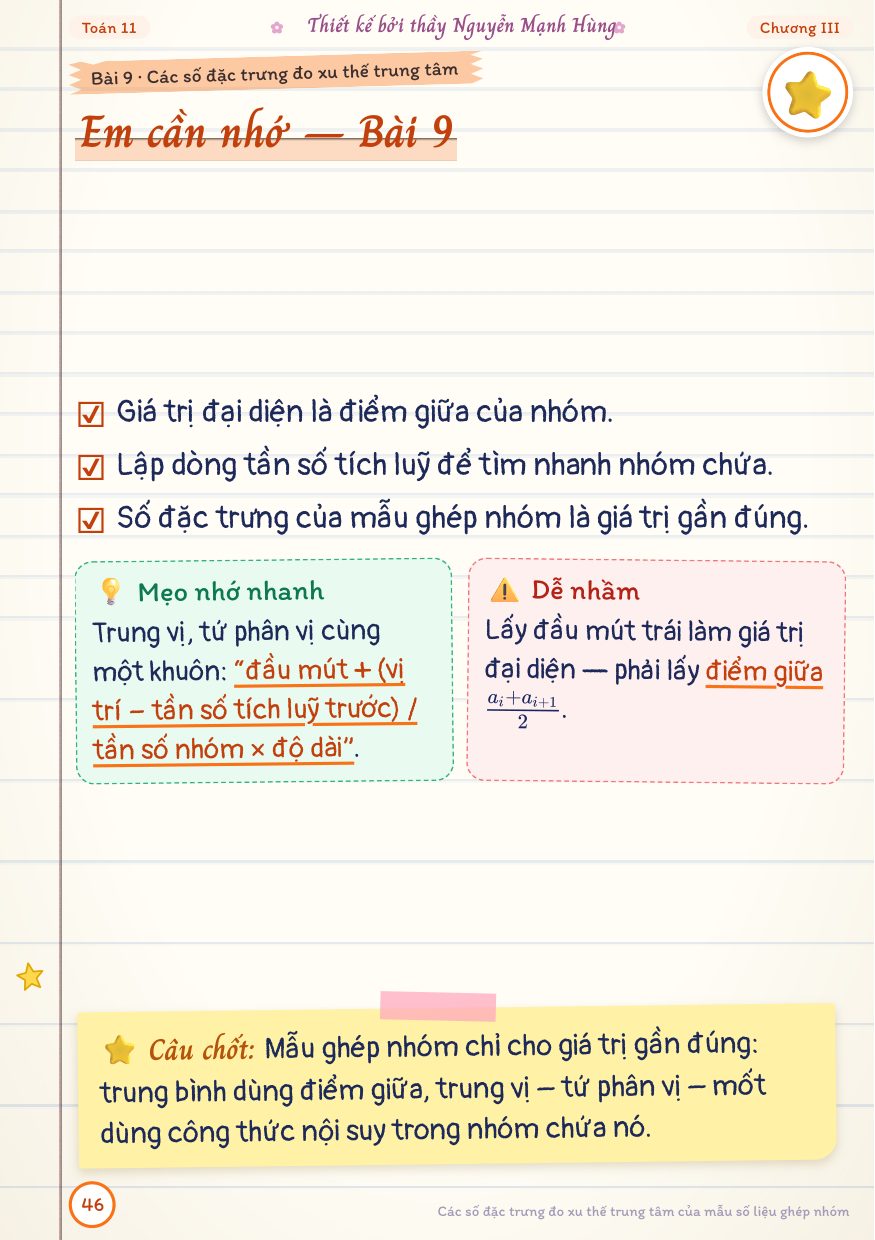 Toán 11
Thiết kế bởi thầy Nguyễn Mạnh Hùng
Chương III
Bài 9 · Các số đặc trưng đo xu thế trung tâm
Em cần nhớ — Bài 9
Giá trị đại diện là điểm giữa của nhóm.
Lập dòng tần số tích luỹ để tìm nhanh nhóm chứa.
Số đặc trưng của mẫu ghép nhóm là giá trị gần đúng.
Mẹo nhớ nhanh
Trung vị, tứ phân vị cùng
một khuôn: “đầu mút + (vị
trí – tần số tích luỹ trước) /
tần số nhóm × độ dài”.
Dễ nhầm
Lấy đầu mút trái làm giá trị
đại diện — phải lấy điểm giữa
$\frac{a_i+a_{i+1}}{2}$.
Câu chốt: Mẫu ghép nhóm chỉ cho giá trị gần đúng:
trung bình dùng điểm giữa, trung vị – tứ phân vị – mốt
dùng công thức nội suy trong nhóm chứa nó.
46
Các số đặc trưng đo xu thế trung tâm của mẫu số liệu ghép nhóm